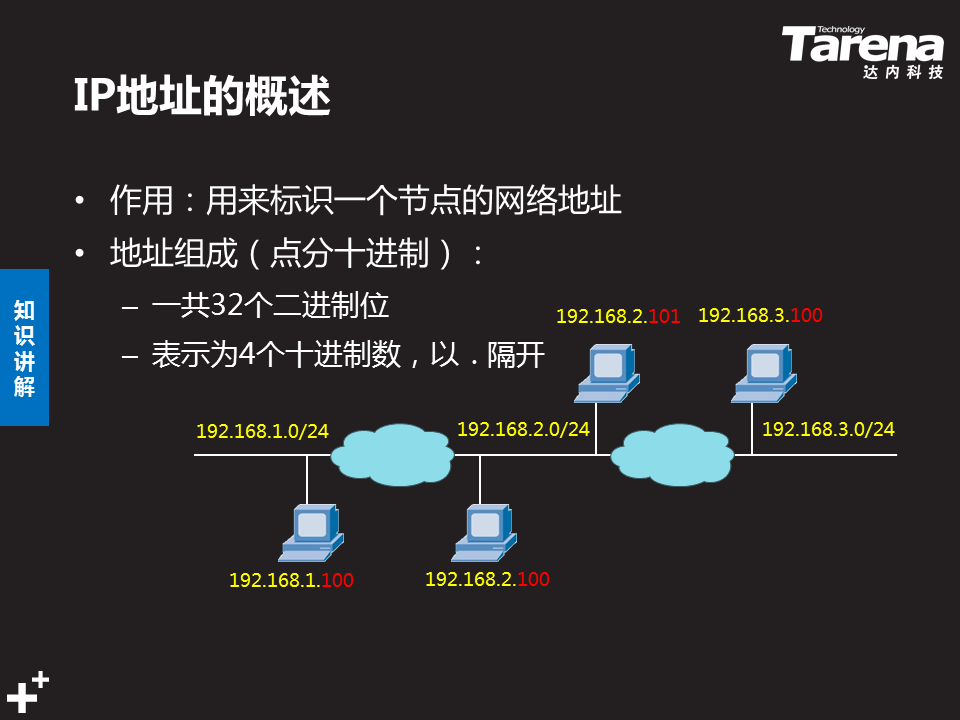 Technology
Tarena
达内科技
IP地址的概述
• 作用：用来标识一个节点的网络地址
• 地址组成（点分十进制）：
– 一共32个二进制位
– 表示为4个十进制数，以．隔开
知识讲解
192.168.2.101
192.168.3.100
192.168.1.0/24
192.168.2.0/24
192.168.3.0/24
192.168.1.100
192.168.2.100